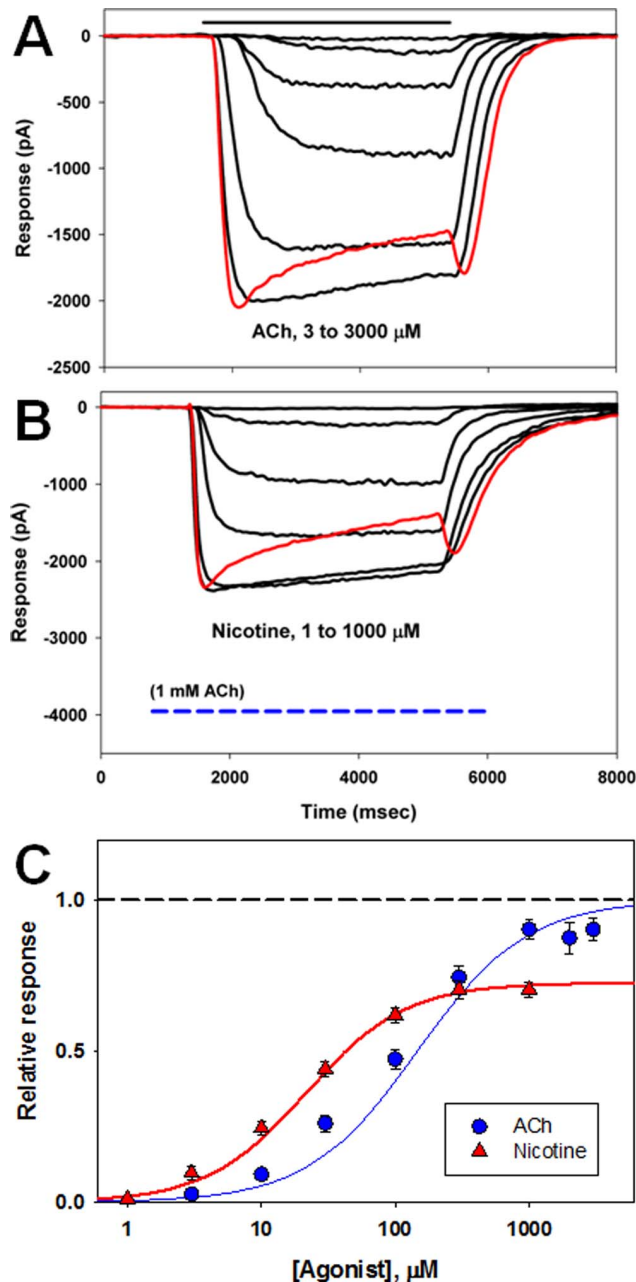 A
0
-500
-1000
-1500
-2000
-2500
Response (pA)
ACh, 3 to 3000 μM
B
0
-1000
-2000
-3000
-4000
Response (pA)
Nicotine, 1 to 1000 μM
(1 mM ACh)
0 2000 4000 6000 8000
Time (msec)
C
1.0
0.5
0.0
Relative response
ACh
Nicotine
1 10 100 1000
[Agonist], μM